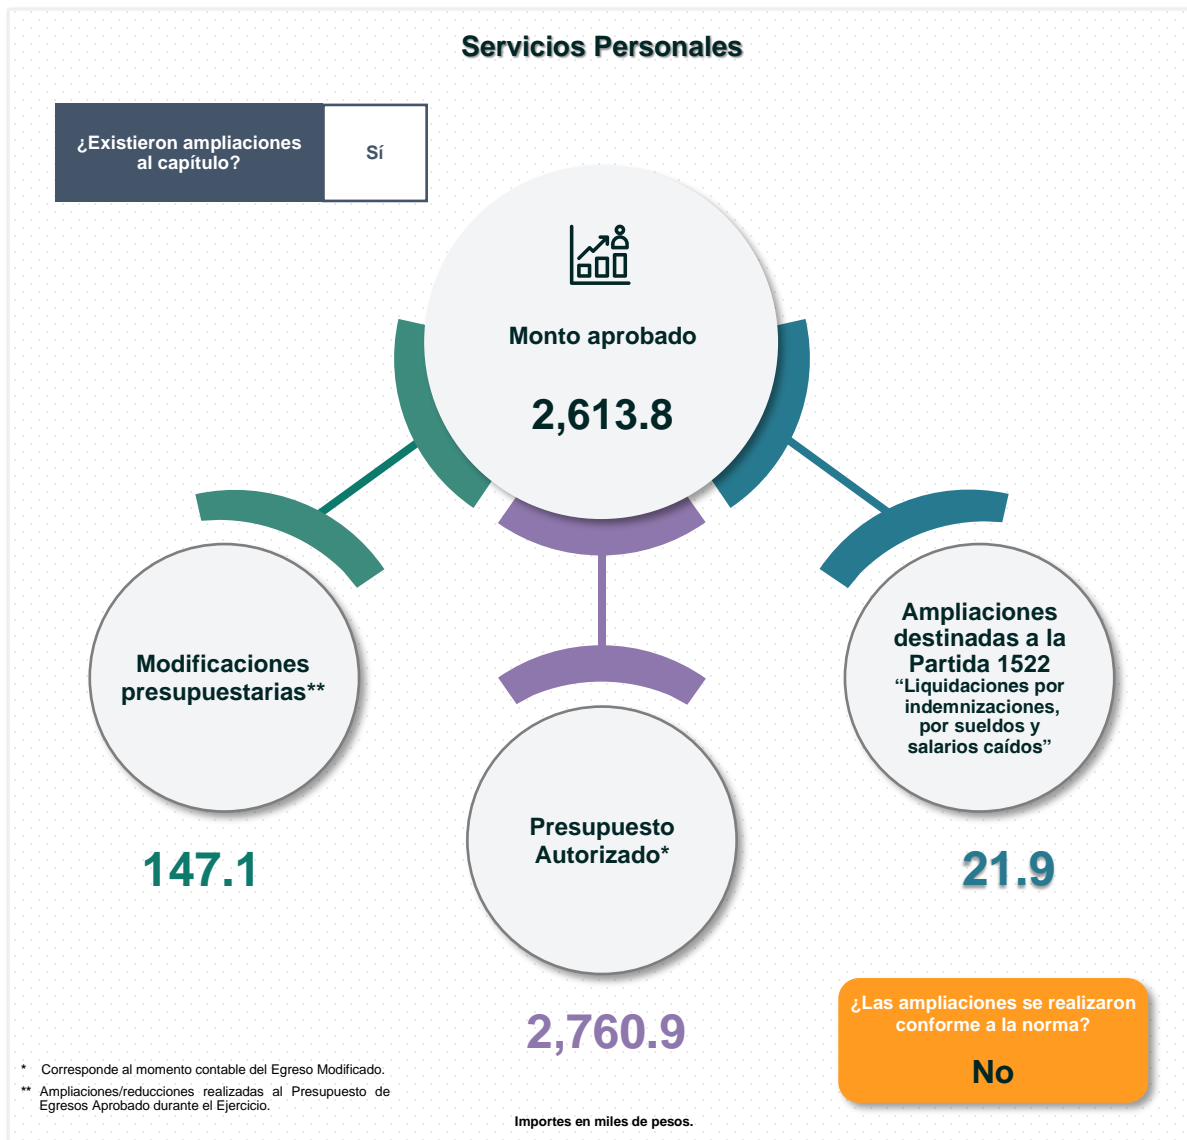 Servicios Personales
¿Existieron ampliaciones
al capítulo?
Sí
Monto aprobado
2,613.8
Modificaciones
presupuestarias**
147.1
Presupuesto
Autorizado*
2,760.9
Ampliaciones
destinadas a la
Partida 1522
“Liquidaciones por
indemnizaciones,
por sueldos y
salarios caídos”
21.9
¿Las ampliaciones se realizaron
conforme a la norma?
No
* Corresponde al momento contable del Egreso Modificado.
** Ampliaciones/reducciones realizadas al Presupuesto de
Egresos Aprobado durante el Ejercicio.
Importes en miles de pesos.